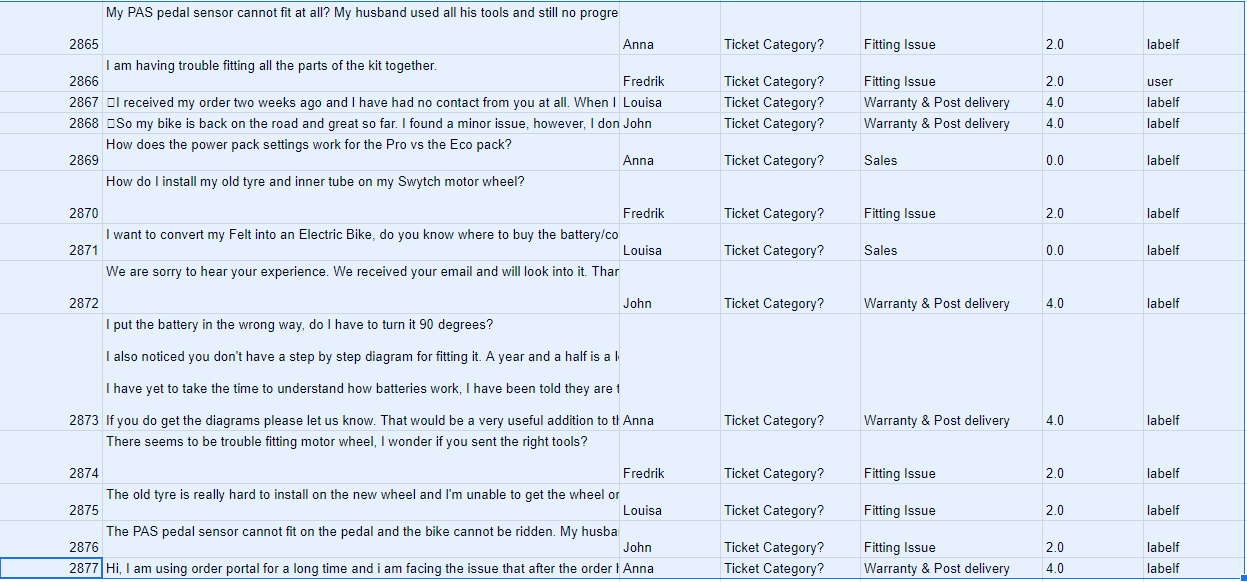 My PAS pedal sensor cannot fit at all? My husband used all his tools and still no progre
2865 Anna Ticket Category? Fitting Issue 2.0 labelf
I am having trouble fitting all the parts of the kit together.
2866 Fredrik Ticket Category? Fitting Issue 2.0 user
2867 I received my order two weeks ago and I have had no contact from you at all. When I Louisa Ticket Category? Warranty & Post delivery 4.0 labelf
2868 So my bike is back on the road and great so far. I found a minor issue, however, I don John Ticket Category? Warranty & Post delivery 4.0 labelf
How does the power pack settings work for the Pro vs the Eco pack?
2869 Anna Ticket Category? Sales 0.0 labelf
How do I install my old tyre and inner tube on my Swytch motor wheel?
2870 Fredrik Ticket Category? Fitting Issue 2.0 labelf
I want to convert my Felt into an Electric Bike, do you know where to buy the battery/co
2871 Louisa Ticket Category? Sales 0.0 labelf
We are sorry to hear your experience. We received your email and will look into it. Than
2872 John Ticket Category? Warranty & Post delivery 4.0 labelf
I put the battery in the wrong way, do I have to turn it 90 degrees?
I also noticed you don't have a step by step diagram for fitting it. A year and a half is a l
I have yet to take the time to understand how batteries work, I have been told they are t
2873 If you do get the diagrams please let us know. That would be a very useful addition to th Anna Ticket Category? Warranty & Post delivery 4.0 labelf
There seems to be trouble fitting motor wheel, I wonder if you sent the right tools?
2874 Fredrik Ticket Category? Fitting Issue 2.0 labelf
The old tyre is really hard to install on the new wheel and I'm unable to get the wheel or
2875 Louisa Ticket Category? Fitting Issue 2.0 labelf
The PAS pedal sensor cannot fit on the pedal and the bike cannot be ridden. My husba
2876 John Ticket Category? Fitting Issue 2.0 labelf
2877 Hi, I am using order portal for a long time and i am facing the issue that after the order Anna Ticket Category? Warranty & Post delivery 4.0 labelf